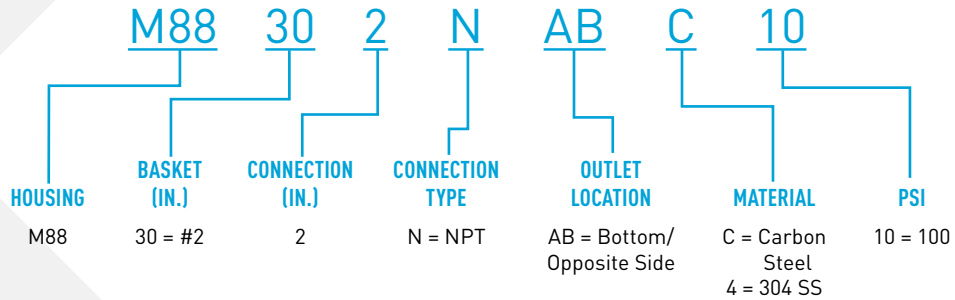 M88 30 2 N AB C 10
HOUSING
BASKET
(IN.)
CONNECTION
(IN.)
CONNECTION
TYPE
OUTLET
LOCATION
MATERIAL
PSI
M88
30 = #2
2
N = NPT
AB = Bottom/
Opposite Side
C = Carbon
Steel
4 = 304 SS
10 = 100